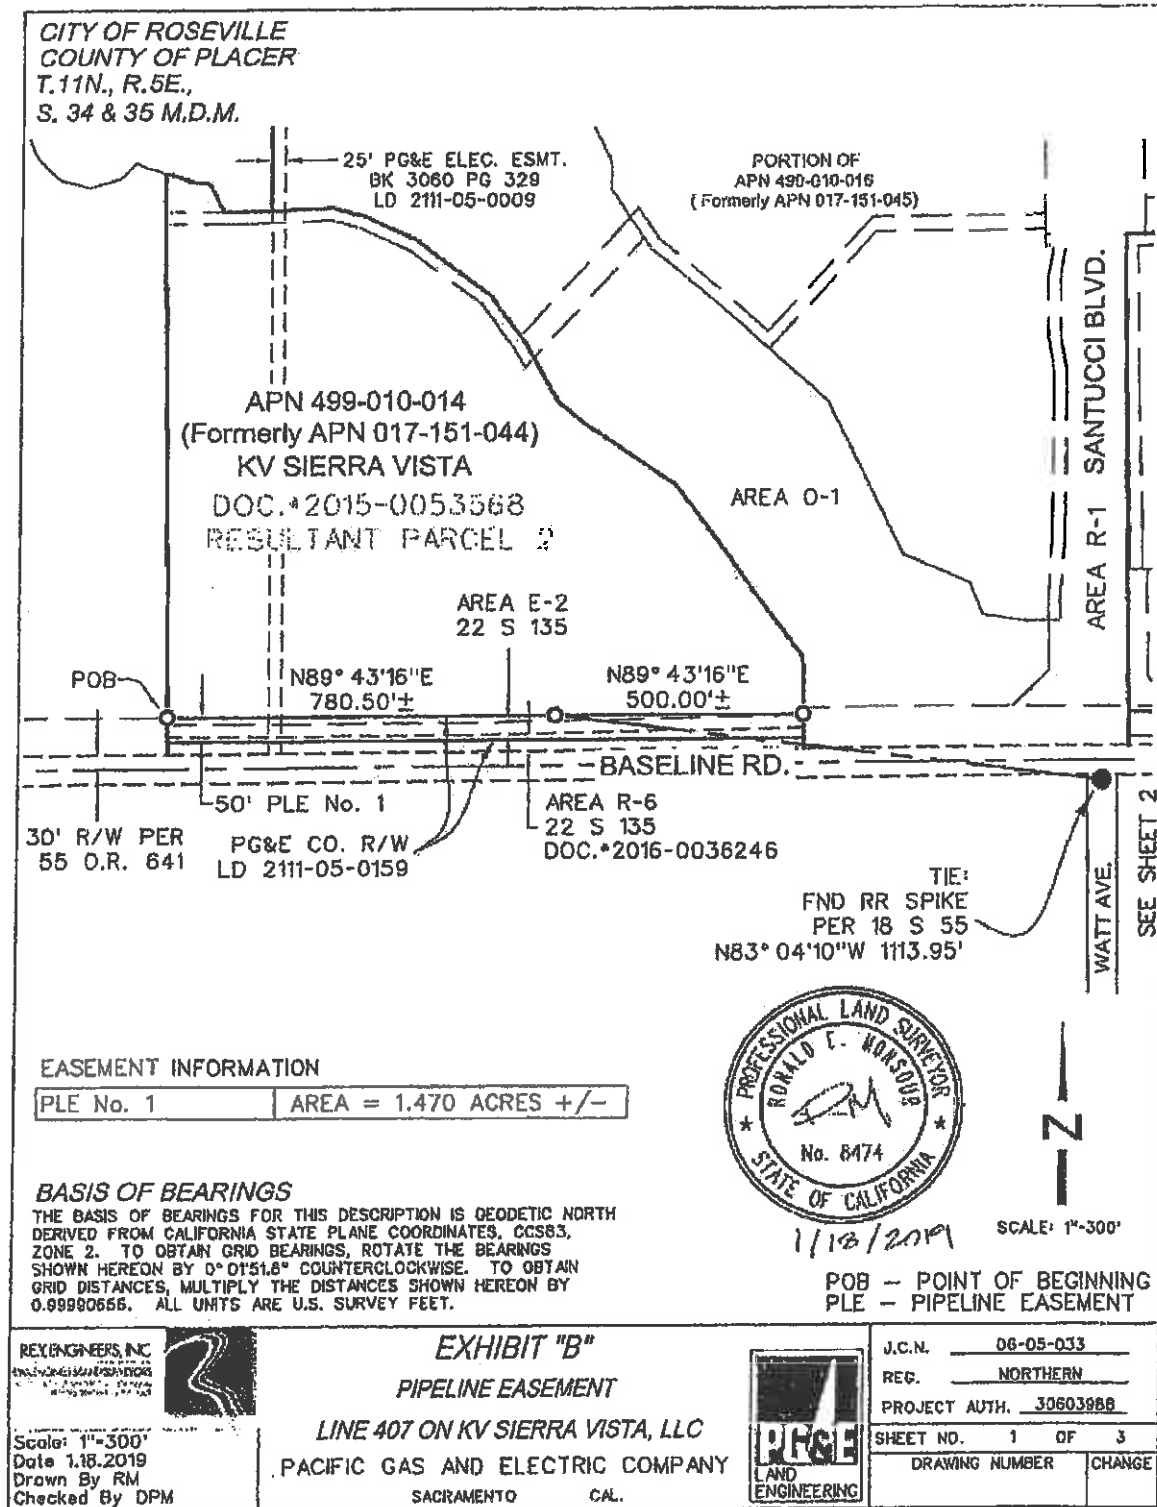 CITY OF ROSEVILLE
COUNTY OF PLACER
T.11N., R.5E.,
S. 34 & 35 M.D.M.
25' PG&E ELEC. ESMT.
BK 3060 PG 329
LD 2111-05-0009
PORTION OF
APN 490-010-016
(Formerly APN 017-151-045)
APN 499-010-014
(Formerly APN 017-151-044)
KV SIERRA VISTA
DOC.#2015-0053568
RESULTANT PARCEL 2
AREA O-1
AREA R-1 SANTUCCI BLVD.
AREA E-2
22 S 135
POB
N89°43'16"E
780.50'±
N89°43'16"E
500.00'±
BASELINE RD.
50' PLE No. 1
30' R/W PER
55 O.R. 641
PG&E CO. R/W
LD 2111-05-0159
AREA R-6
22 S 135
DOC.#2016-0036246
TIE:
FND RR SPIKE
PER 18 S 55
N83°04'10"W 1113.95'
WATT AVE.
SEE SHEET 2
EASEMENT INFORMATION
PLE No. 1 AREA = 1.470 ACRES +/-
PROFESSIONAL LAND SURVEYOR
RONALD E. MONSOUR
No. 8474
STATE OF CALIFORNIA
1/18/2019
N
SCALE: 1"=300'
BASIS OF BEARINGS
THE BASIS OF BEARINGS FOR THIS DESCRIPTION IS GEODETIC NORTH
DERIVED FROM CALIFORNIA STATE PLANE COORDINATES, CCS83,
ZONE 2. TO OBTAIN GRID BEARINGS, ROTATE THE BEARINGS
SHOWN HEREON BY 0°01'51.8" COUNTERCLOCKWISE. TO OBTAIN
GRID DISTANCES, MULTIPLY THE DISTANCES SHOWN HEREON BY
0.99990656. ALL UNITS ARE U.S. SURVEY FEET.
POB - POINT OF BEGINNING
PLE - PIPELINE EASEMENT
REY ENGINEERS, INC
Scale: 1"=300'
Date 1.18.2019
Drawn By RM
Checked By DPM
EXHIBIT "B"
PIPELINE EASEMENT
LINE 407 ON KV SIERRA VISTA, LLC
PACIFIC GAS AND ELECTRIC COMPANY
SACRAMENTO CAL.
PG&E
LAND
ENGINEERING
J.C.N. 06-05-033
REG. NORTHERN
PROJECT AUTH. 30603988
SHEET NO. 1 OF 3
DRAWING NUMBER CHANGE